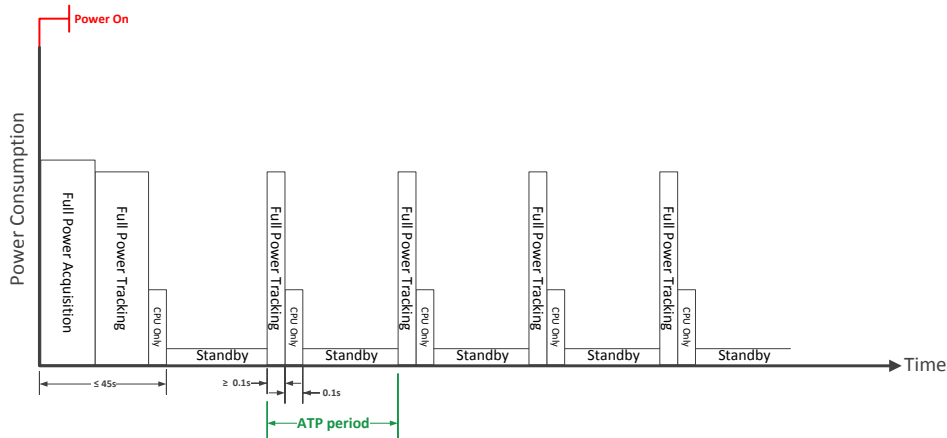 Power On
Power Consumption
Full Power Acquisition
Full Power Tracking
CPU Only
Standby
Full Power Tracking
CPU Only
Standby
Full Power Tracking
CPU Only
Standby
Full Power Tracking
CPU Only
Standby
Full Power Tracking
CPU Only
Standby
Time
≤ 45s
≥ 0.1s
0.1s
ATP period